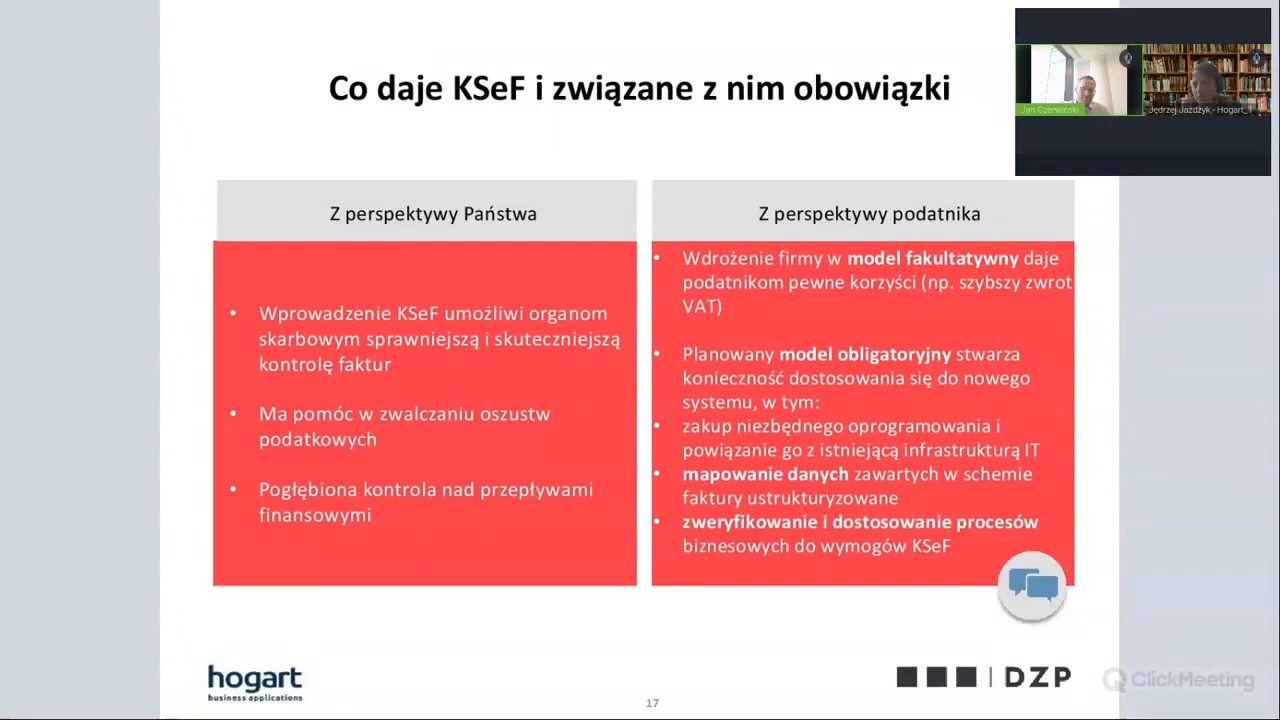 Co daje KSeF i związane z nim obowiązki
Jan Czerwiński
Jędrzej Jażdżyk - Hogart_1
Z perspektywy Państwa
Z perspektywy podatnika
• Wprowadzenie KSeF umożliwi organom
skarbowym sprawniejszą i skuteczniejszą
kontrolę faktur
• Ma pomóc w zwalczaniu oszustw
podatkowych
• Pogłębiona kontrola nad przepływami
finansowymi
• Wdrożenie firmy w model fakultatywny daje
podatnikom pewne korzyści (np. szybszy zwrot
VAT)
• Planowany model obligatoryjny stwarza
konieczność dostosowania się do nowego
systemu, w tym:
• zakup niezbędnego oprogramowania i
powiązanie go z istniejącą infrastrukturą IT
• mapowanie danych zawartych w schemie
faktury ustrukturyzowane
• zweryfikowanie i dostosowanie procesów
biznesowych do wymogów KSeF
hogart
business applications
DZP
ClickMeeting
17